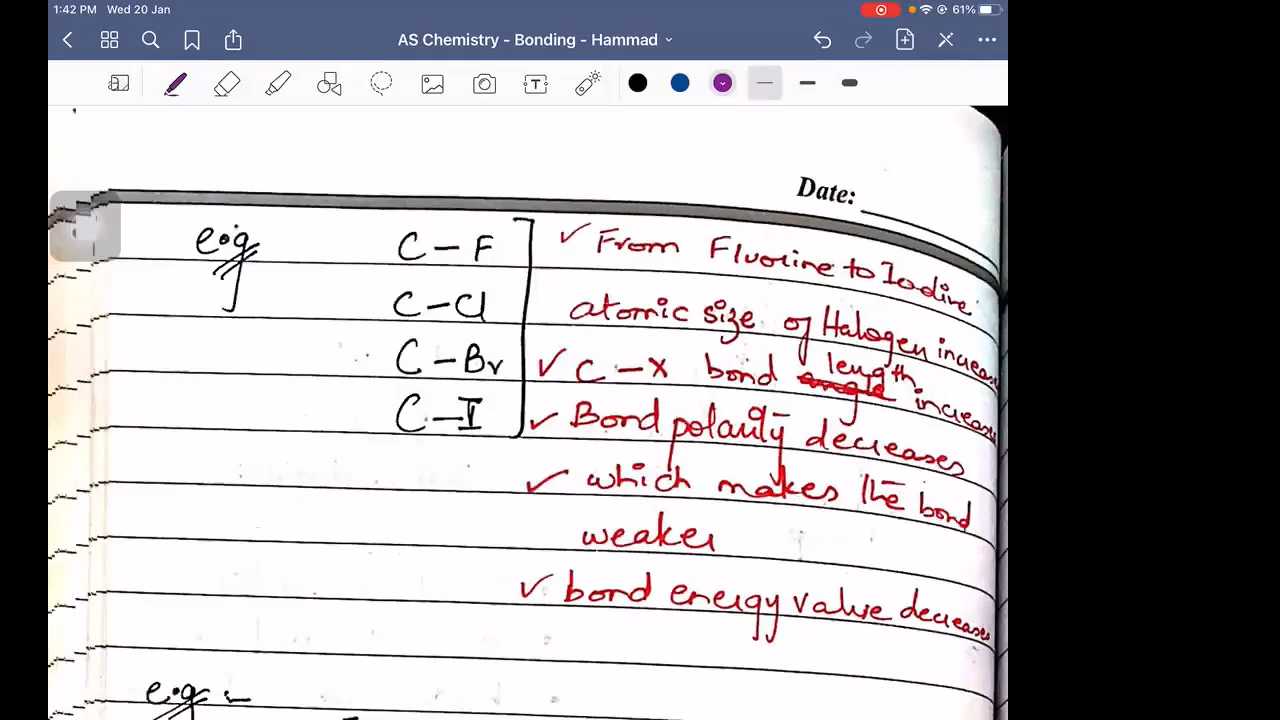 1:42 PM Wed 20 Jan
61%
AS Chemistry - Bonding - Hammad
Date:
e.g
C – F
C – Cl
C – Br
C – I
✓ From Fluorine to Iodine
atomic size of Halogen increase
✓ C – X bond angle length increases
✓ Bond polarity decreases
✓ which makes the bond
weaker
✓ bond energy value decreases
e.g :-